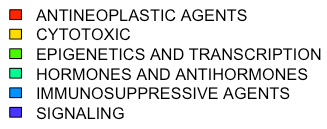 ANTINEOPLASTIC AGENTS
CYTOTOXIC
EPIGENETICS AND TRANSCRIPTION
HORMONES AND ANTIHORMONES
IMMUNOSUPPRESSIVE AGENTS
SIGNALING